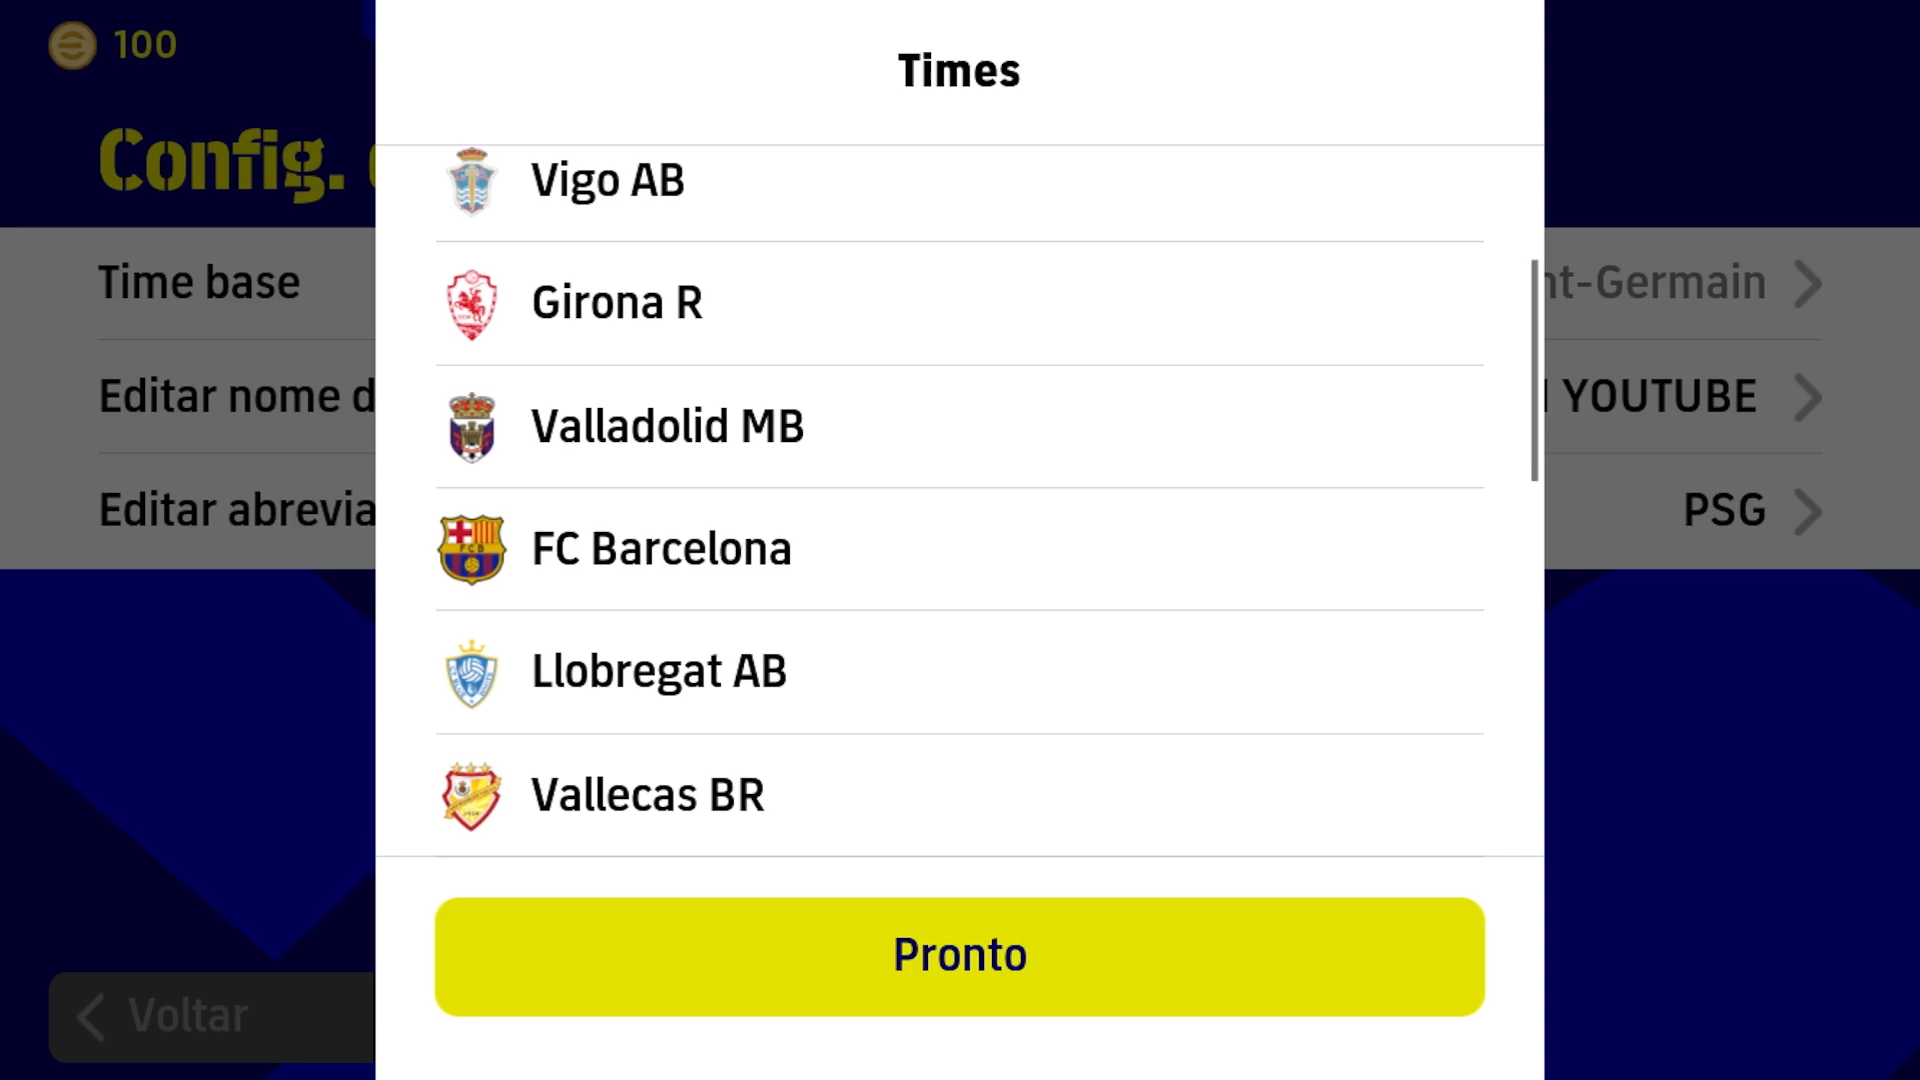 100
Times
Config.
Vigo AB
Time base
nt-Germain
Girona R
Editar nome d
YOUTUBE
Valladolid MB
Editar abrevia
PSG
FCB
FC Barcelona
Llobregat AB
Vallecas BR
Pronto
Voltar